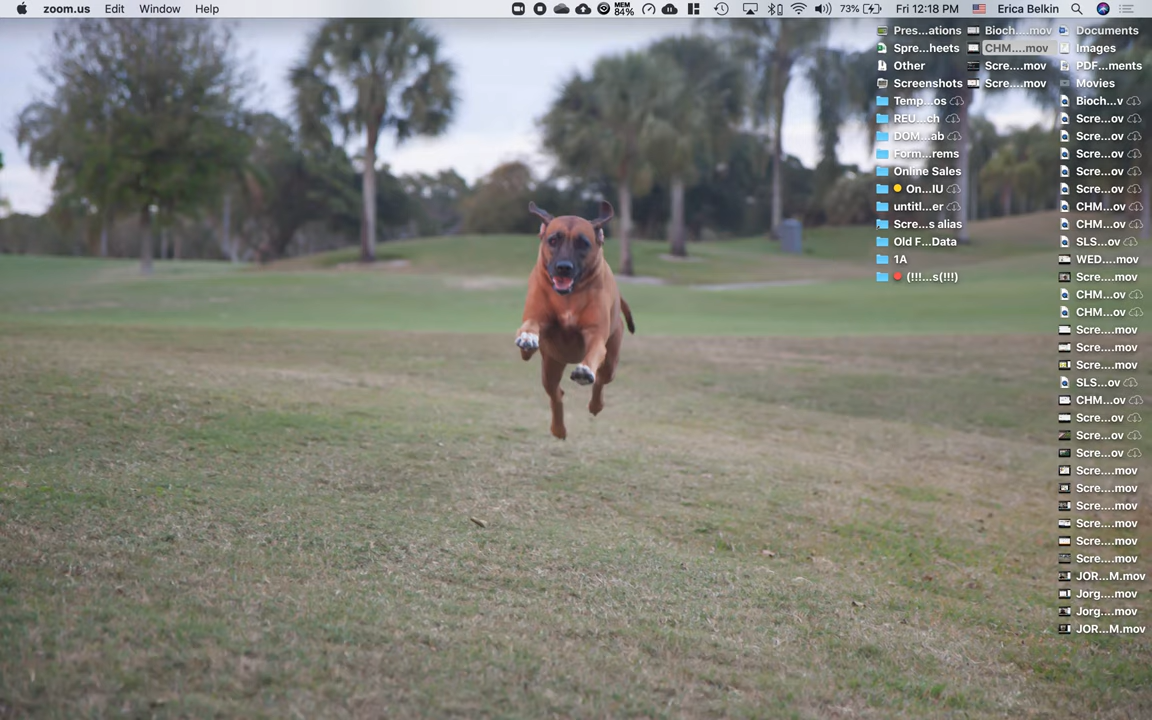 zoom.us Edit Window Help MEM 84% 73% Fri 12:18 PM Erica Belkin
Pres...ations
Spre...heets
Other
Screenshots
Temp...os
REU...ch
DOM...ab
Form...rems
Online Sales
On...IU
untitl...er
Scre...s alias
Old F...Data
1A
(!!!...s(!!!)
Bioch...mov
CHM....mov
Scre....mov
Scre....mov
Documents
Images
PDF...ments
Movies
Bioch...v
Scre...ov
Scre...ov
Scre...ov
Scre...ov
Scre...ov
CHM...ov
CHM...ov
SLS...ov
WED....mov
Scre....mov
CHM...ov
CHM...ov
Scre....mov
Scre....mov
Scre....mov
SLS...ov
CHM...ov
Scre...ov
Scre...ov
Scre...ov
Scre....mov
Scre....mov
Scre....mov
Scre....mov
Scre....mov
Scre....mov
JOR...M.mov
Jorg....mov
Jorg....mov
JOR...M.mov